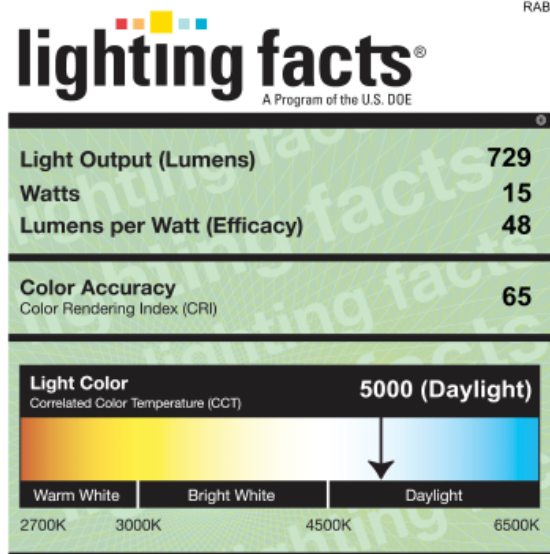 RAB
lighting facts®
A Program of the U.S. DOE
Light Output (Lumens) 729
Watts 15
Lumens per Watt (Efficacy) 48
Color Accuracy
Color Rendering Index (CRI) 65
Light Color
Correlated Color Temperature (CCT) 5000 (Daylight)
Warm White Bright White Daylight
2700K 3000K 4500K 6500K